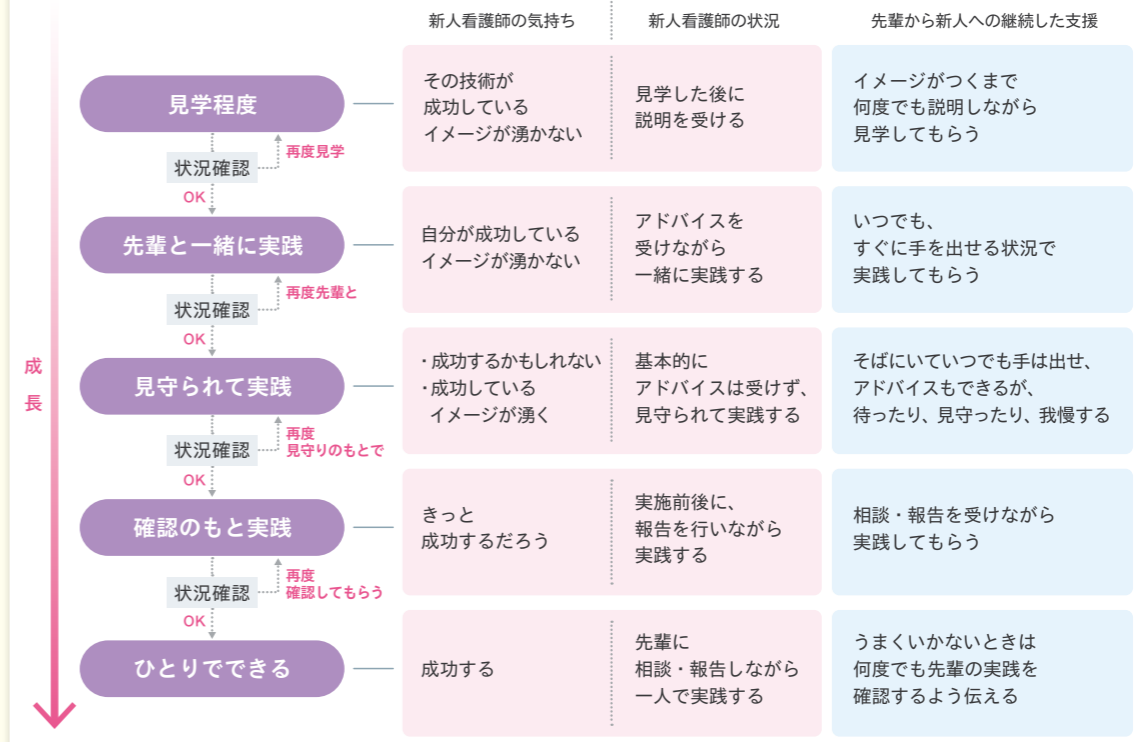 新人看護師の気持ち
新人看護師の状況
先輩から新人への継続した支援
成
長
見学程度
その技術が
成功している
イメージが湧かない
見学した後に
説明を受ける
イメージがつくまで
何度でも説明しながら
見学してもらう
状況確認
再度見学
OK
先輩と一緒に実践
自分が成功している
イメージが湧かない
アドバイスを
受けながら
一緒に実践する
いつでも、
すぐに手を出せる状況で
実践してもらう
状況確認
再度先輩と
OK
見守られて実践
・成功するかもしれない
・成功している
イメージが湧く
基本的に
アドバイスは受けず、
見守られて実践する
そばにいていつでも手は出せ、
アドバイスもできるが、
待ったり、見守ったり、我慢する
状況確認
再度
見守りのもとで
OK
確認のもと実践
きっと
成功するだろう
実施前後に、
報告を行いながら
実践する
相談・報告を受けながら
実践してもらう
状況確認
再度
確認してもらう
OK
ひとりでできる
成功する
先輩に
相談・報告しながら
一人で実践する
うまくいかないときは
何度でも先輩の実践を
確認するよう伝える